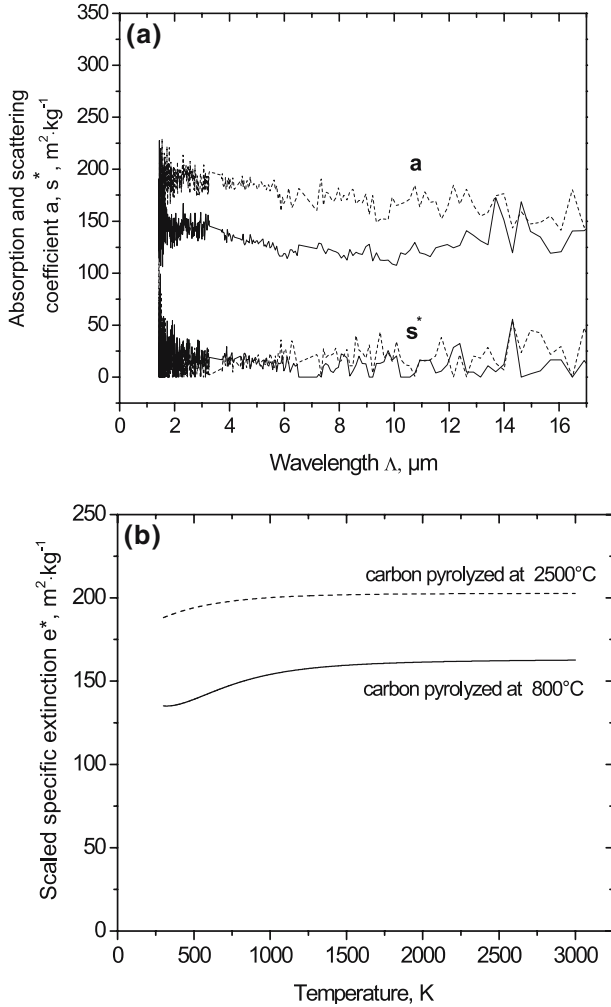 (a)
350
300
250
200
150
100
50
0
Absorption and scattering
coefficient a, s*, m²·kg⁻¹
a
s*
0 2 4 6 8 10 12 14 16
Wavelength Λ, µm
(b)
250
200
150
100
50
0
Scaled specific extinction e*, m²·kg⁻¹
carbon pyrolyzed at 2500°C
carbon pyrolyzed at 800°C
0 500 1000 1500 2000 2500 3000
Temperature, K